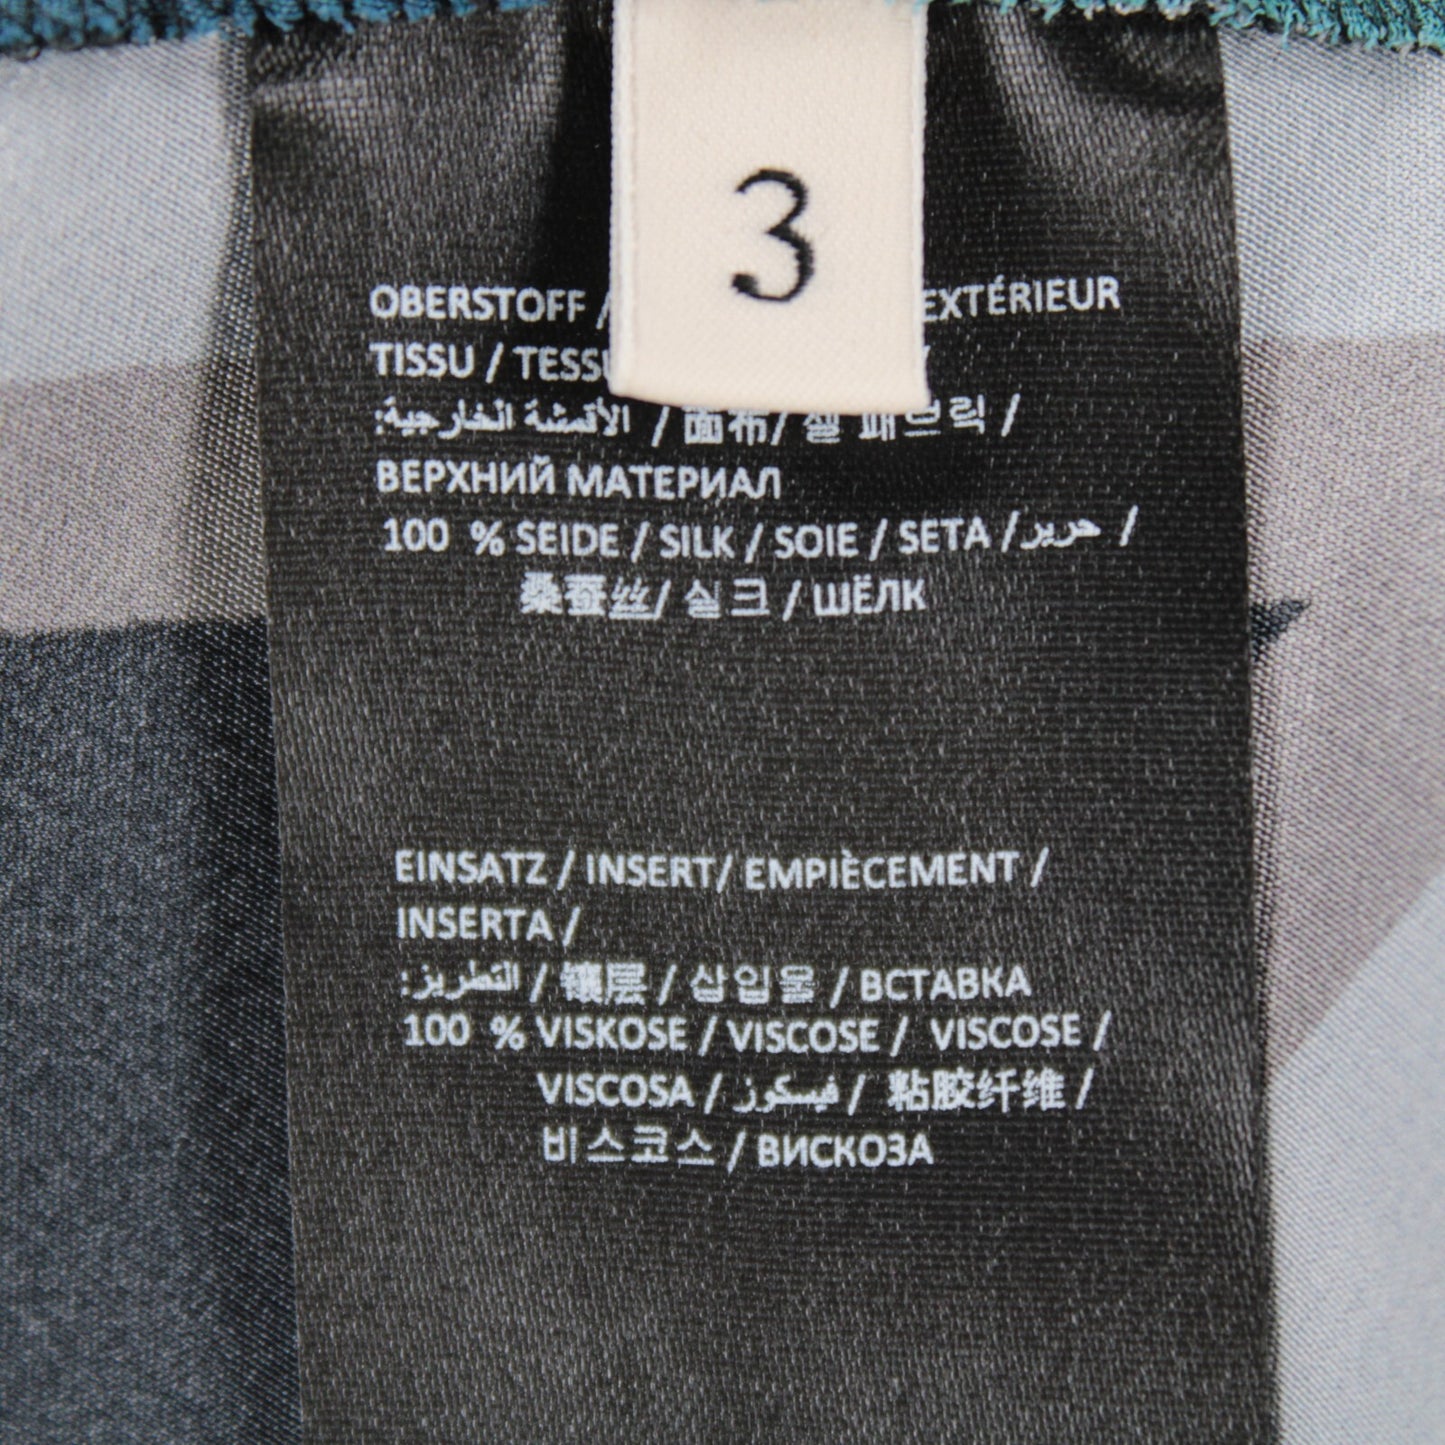 3
OBERSTOFF / EXTÉRIEUR
TISSU /
الأقمشة الخارجية: / 面布/ 쉘 패브릭 /
ВЕРХНИЙ МАТЕРИАЛ
100 % SEIDE / SILK / SOIE / SETA / حرير /
桑蚕丝/ 실크 / ШЁЛК
EINSATZ / INSERT/ EMPIÈCEMENT /
INSERTA /
التطريز: / 镶层 / 삽입물 / ВСТАВКА
100 % VISKOSE / VISCOSE / VISCOSE /
VISCOSA / فيسكوز / 粘胶纤维 /
비스코스 / ВИСКОЗА